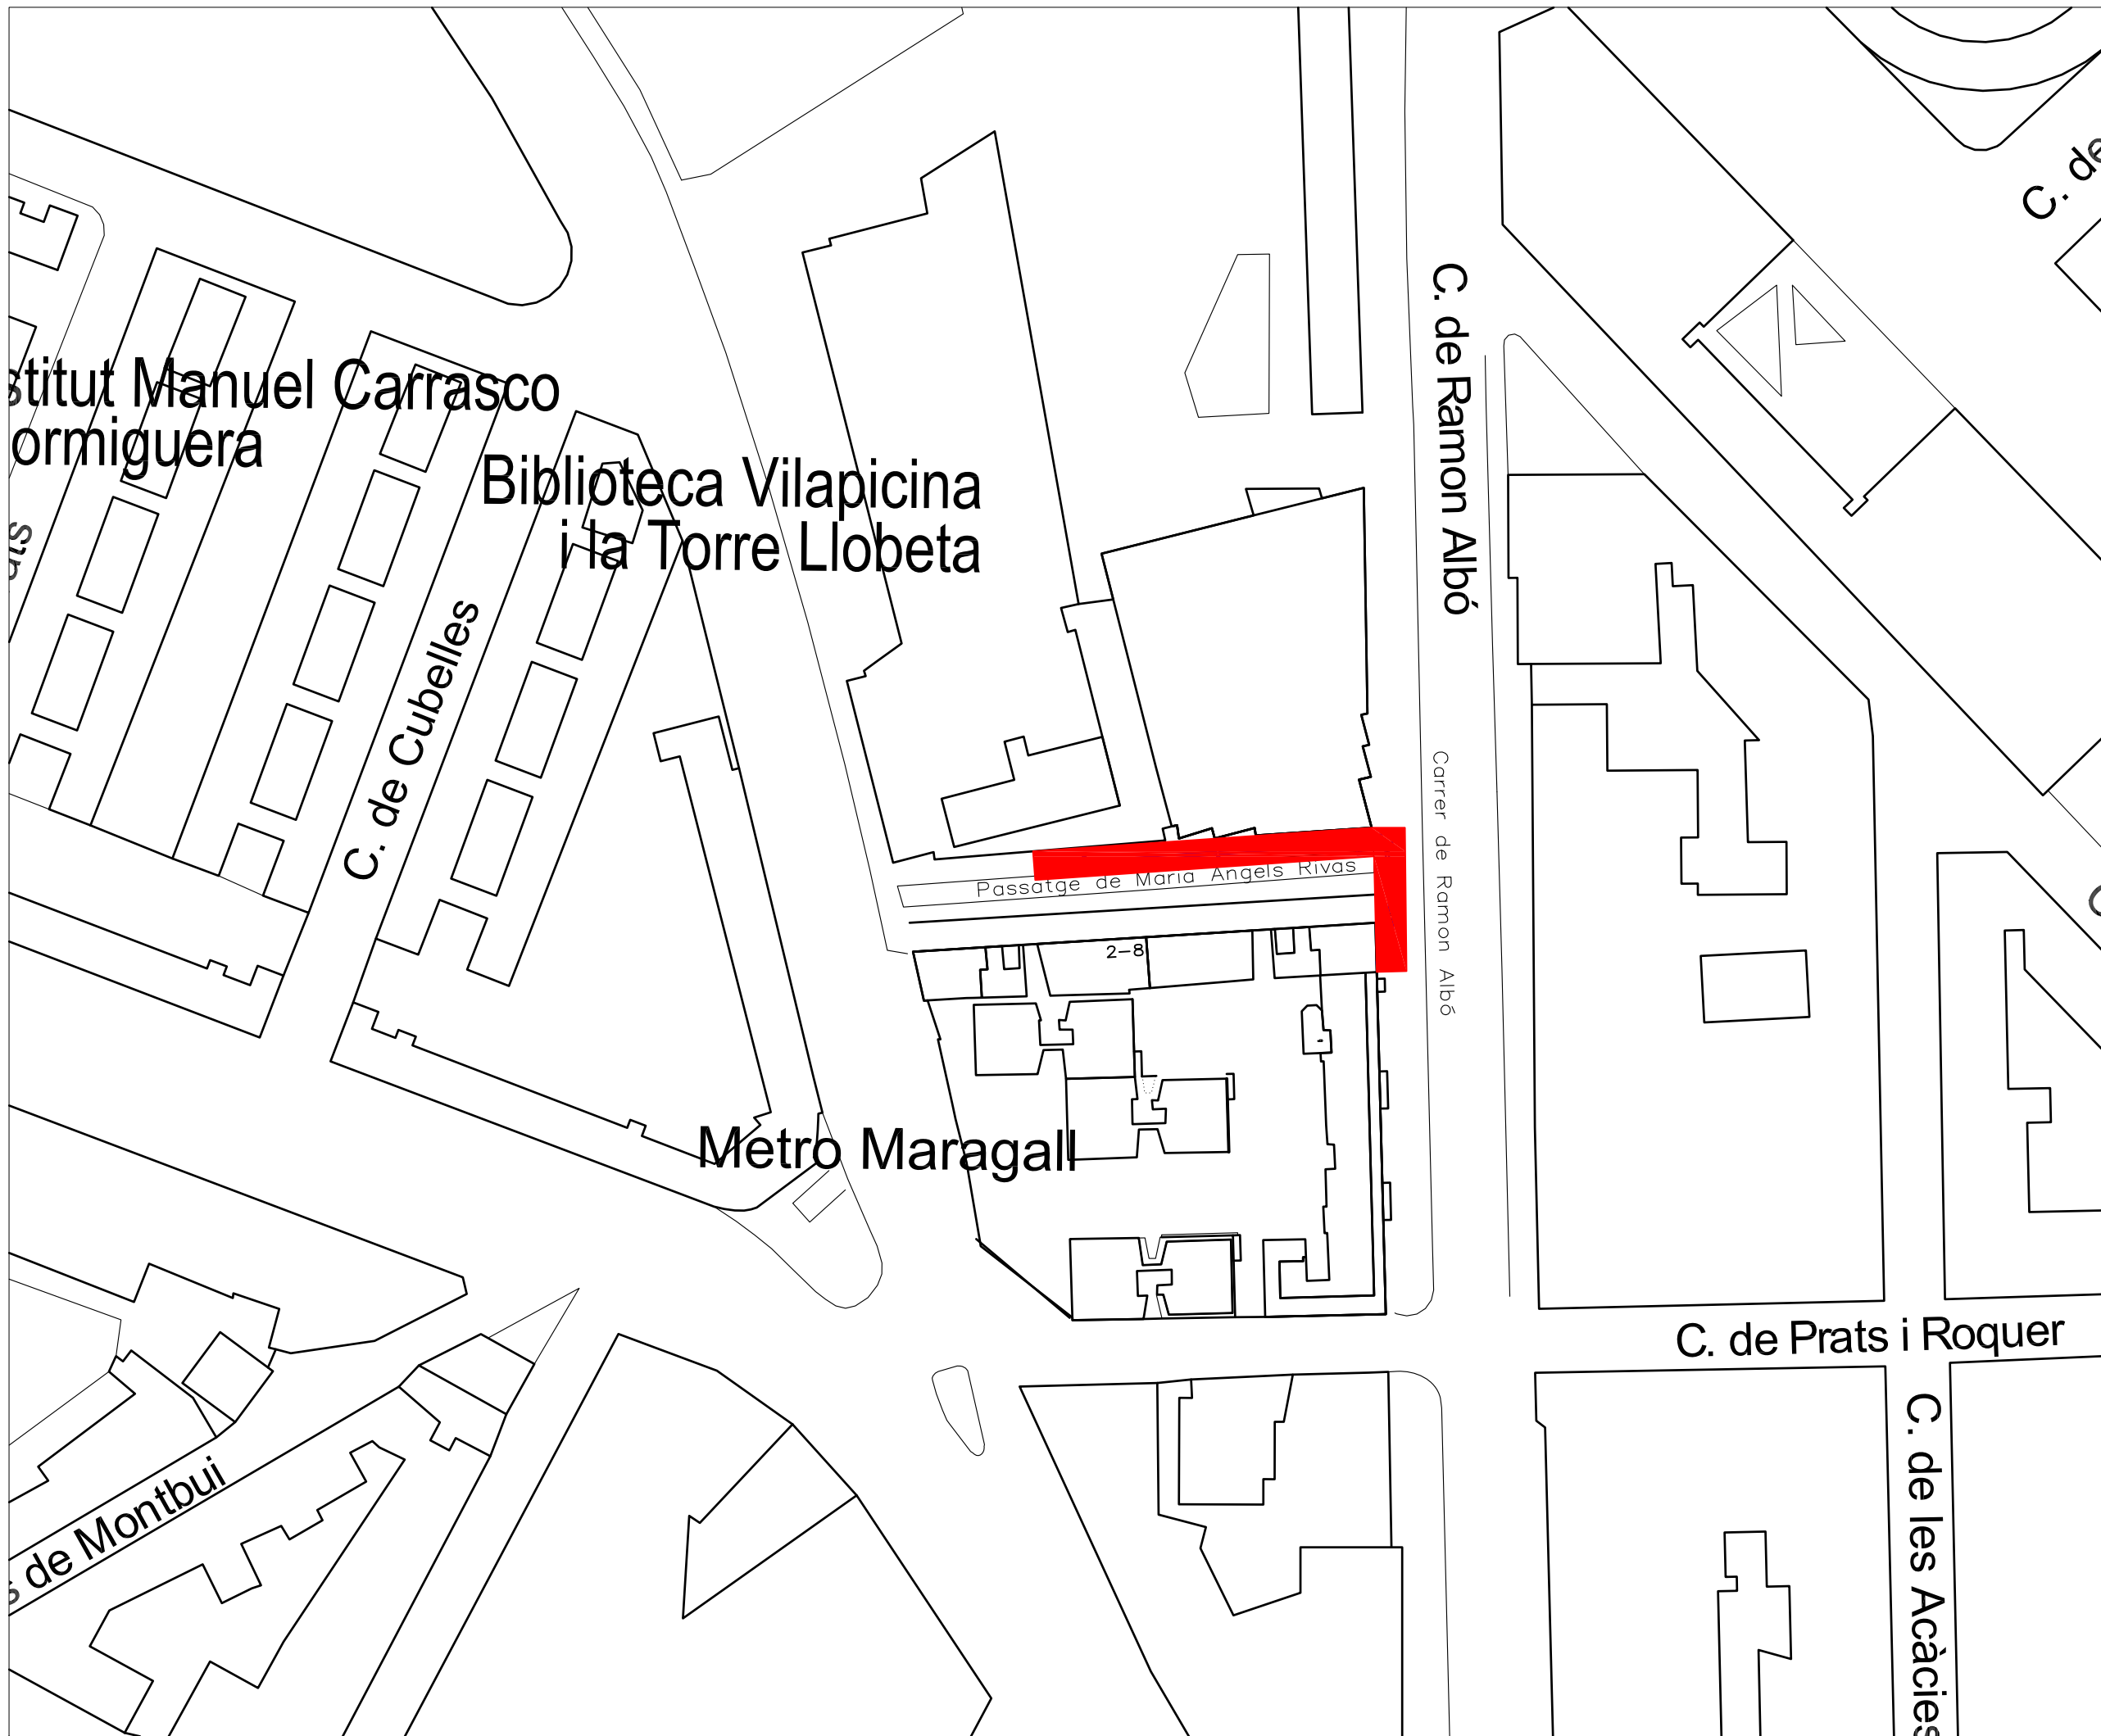 C. de
stitut Manuel Carrasco
ormiguera
Biblioteca Vilapicina
i la Torre Llobeta
C. de Ramon Albó
C. de Cubelles
Carrer de Ramon Albó
Passatge de Maria Angels Rivas
2-8
Metro Maragall
C. de Prats i Roquer
C. de les Acàcies
s de Montbui